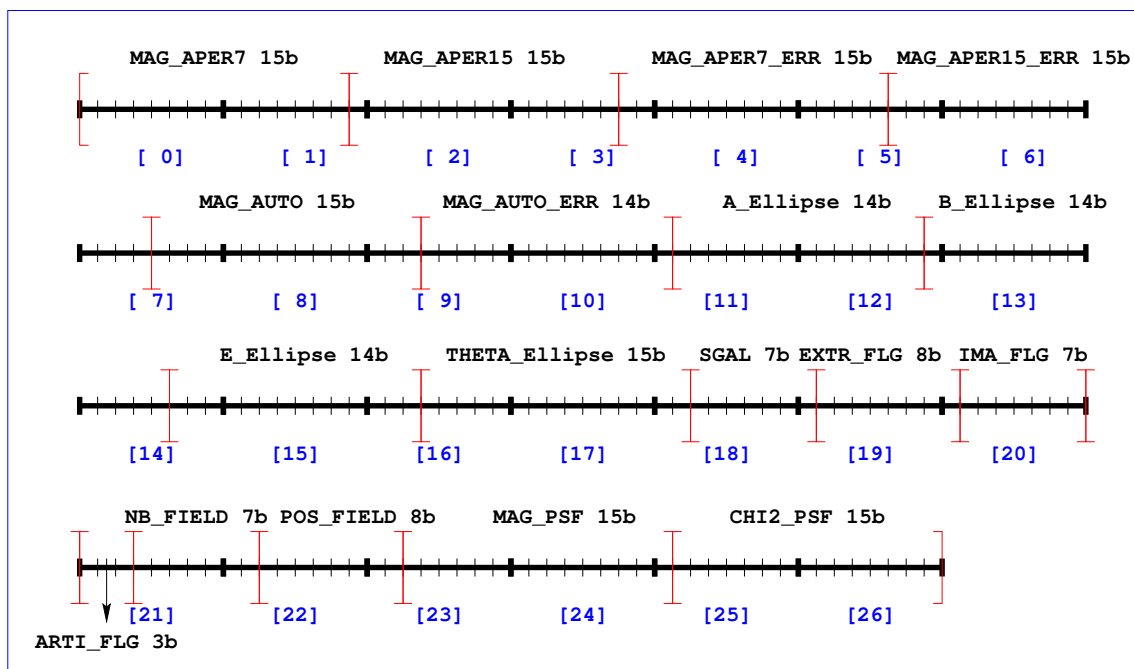 MAG_APER7 15b MAG_APER15 15b MAG_APER7_ERR 15b MAG_APER15_ERR 15b
[ 0] [ 1] [ 2] [ 3] [ 4] [ 5] [ 6]
MAG_AUTO 15b MAG_AUTO_ERR 14b A_Ellipse 14b B_Ellipse 14b
[ 7] [ 8] [ 9] [10] [11] [12] [13]
E_Ellipse 14b THETA_Ellipse 15b SGAL 7b EXTR_FLG 8b IMA_FLG 7b
[14] [15] [16] [17] [18] [19] [20]
NB_FIELD 7b POS_FIELD 8b MAG_PSF 15b CHI2_PSF 15b
[21] [22] [23] [24] [25] [26]
ARTI_FLG 3b